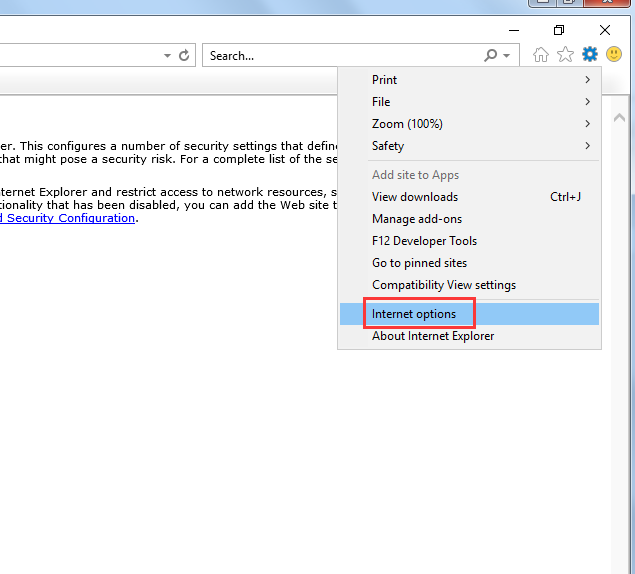 Search...
Print
File
Zoom (100%)
Safety
Add site to Apps
View downloads Ctrl+J
Manage add-ons
F12 Developer Tools
Go to pinned sites
Compatibility View settings
Internet options
About Internet Explorer
er. This configures a number of security settings that define
that might pose a security risk. For a complete list of the se
nternet Explorer and restrict access to network resources, s
tionality that has been disabled, you can add the Web site t
d Security Configuration.